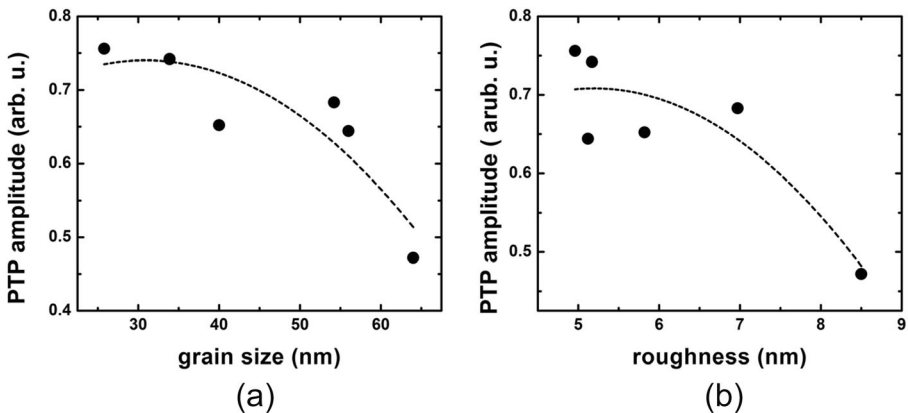 0.8
0.7
0.6
0.5
0.4
PTP amplitude (arb. u.)
30 40 50 60
grain size (nm)
(a)
0.8
0.7
0.6
0.5
PTP amplitude ( arub. u.)
5 6 7 8 9
roughness (nm)
(b)